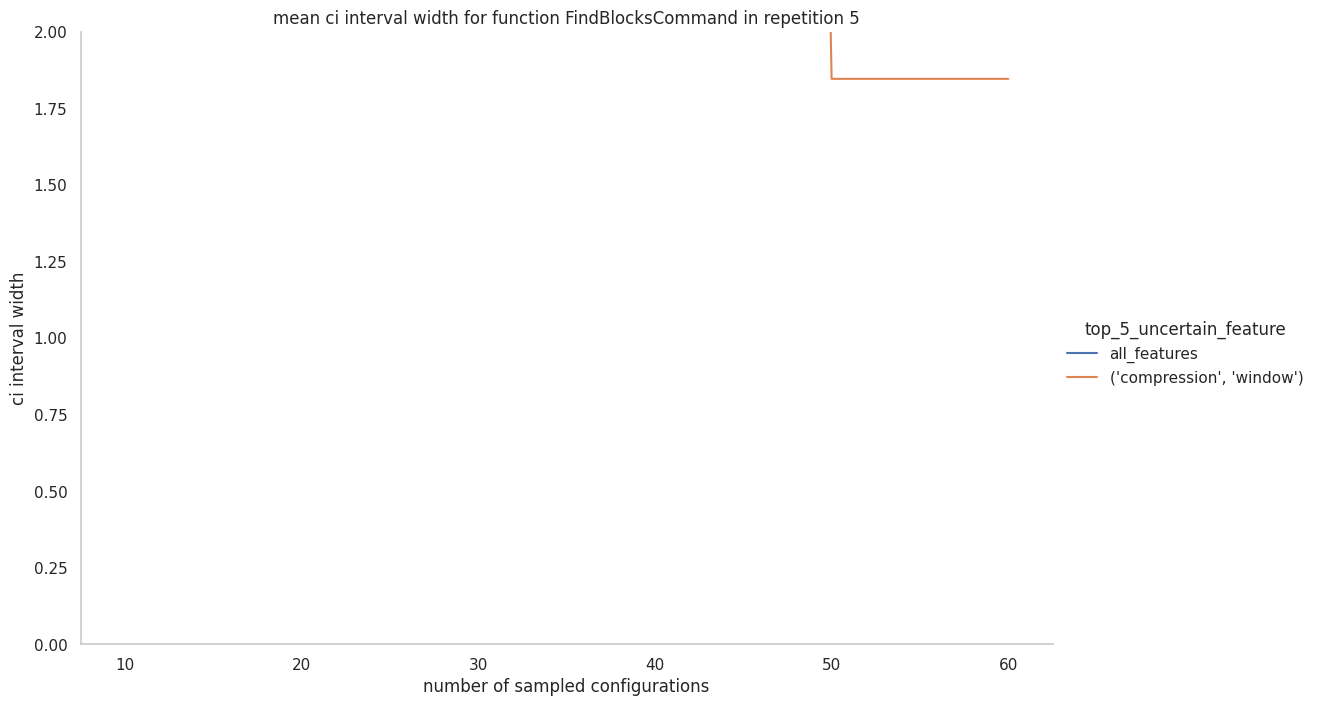 mean ci interval width for function FindBlocksCommand in repetition 5
2.00
1.75
1.50
1.25
1.00
0.75
0.50
0.25
0.00
ci interval width
10 20 30 40 50 60
number of sampled configurations
top_5_uncertain_feature
all_features
('compression', 'window')